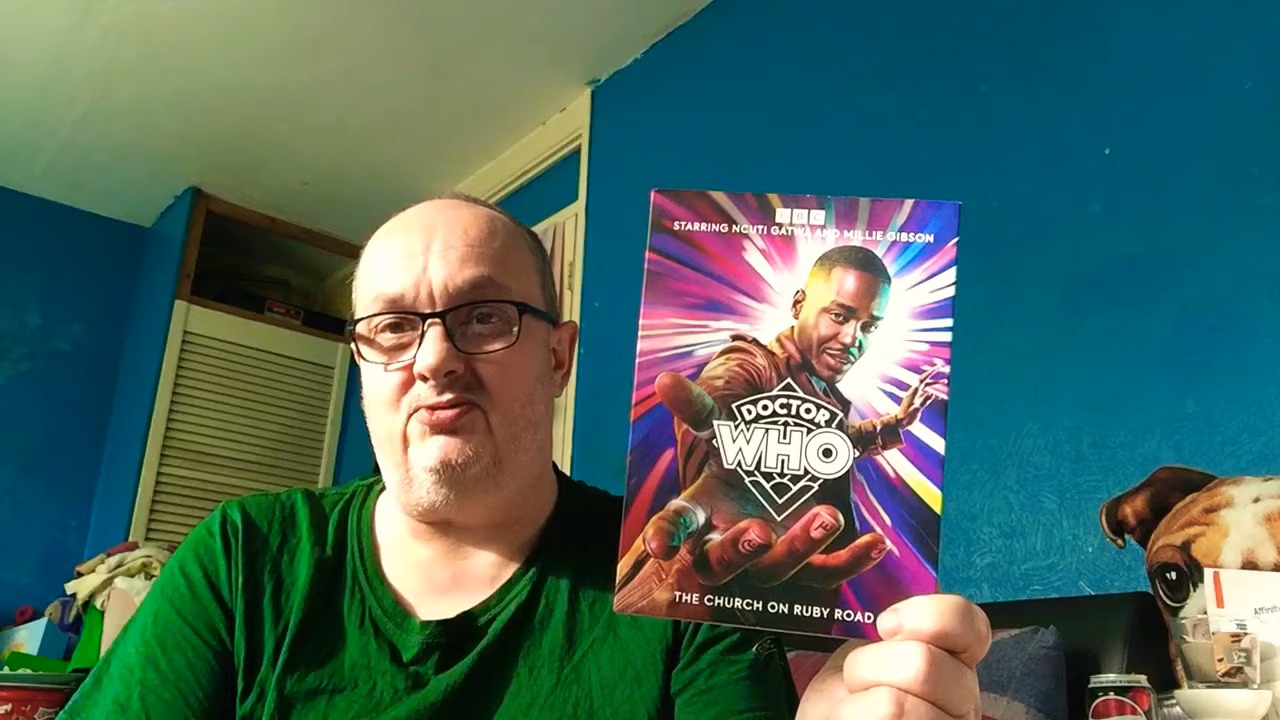 BBC
STARRING NCUTI GATWA AND MILLIE GIBSON
DOCTOR
WHO
THE CHURCH ON RUBY ROAD